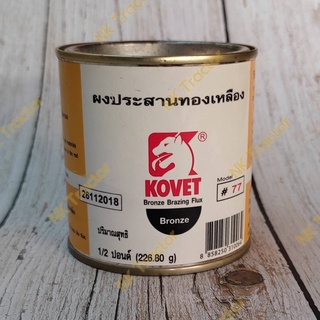 ผงประสานทองเหลือง
®
KOVET
Bronze Brazing Flux
Model
# 77
28112018
Bronze
ปริมาณสุทธิ
1/2 ปอนด์ (226.80 g)